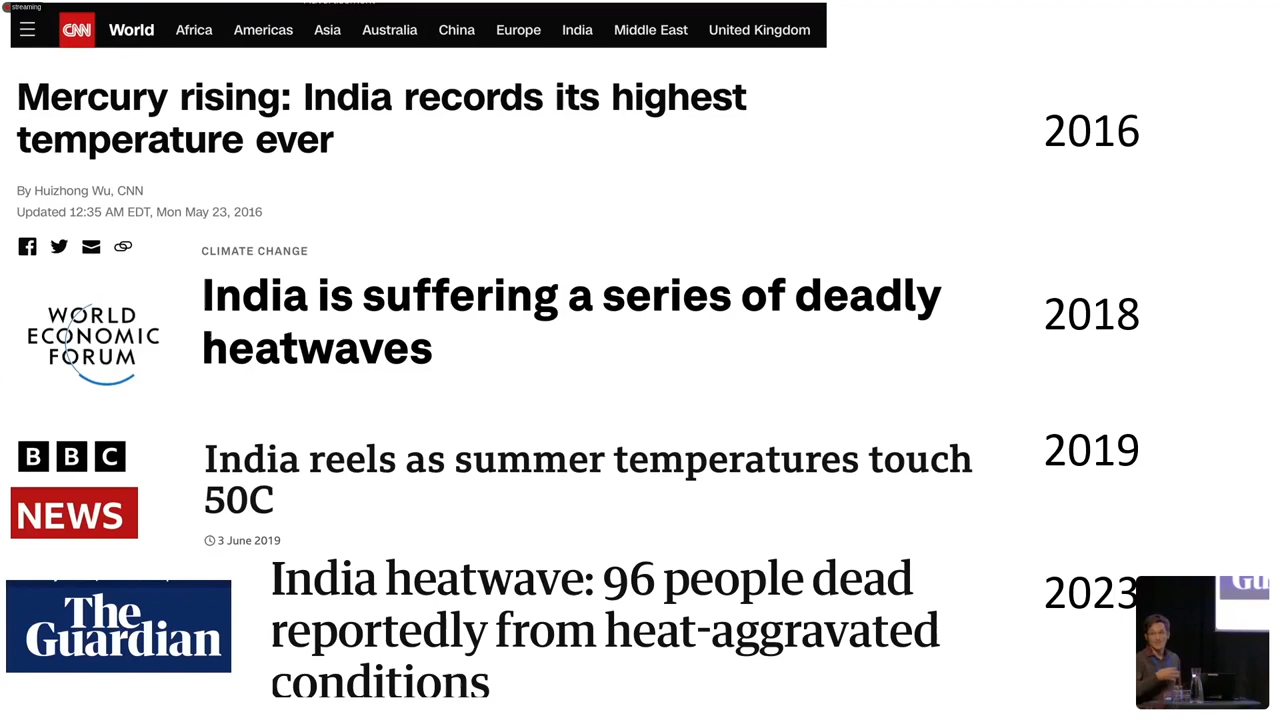 streaming
CNN World Africa Americas Asia Australia China Europe India Middle East United Kingdom
Mercury rising: India records its highest
temperature ever
2016
By Huizhong Wu, CNN
Updated 12:35 AM EDT, Mon May 23, 2016
CLIMATE CHANGE
India is suffering a series of deadly
heatwaves
2018
WORLD
ECONOMIC
FORUM
BBC
NEWS
India reels as summer temperatures touch
50C
2019
3 June 2019
The
Guardian
India heatwave: 96 people dead
reportedly from heat-aggravated
conditions
2023